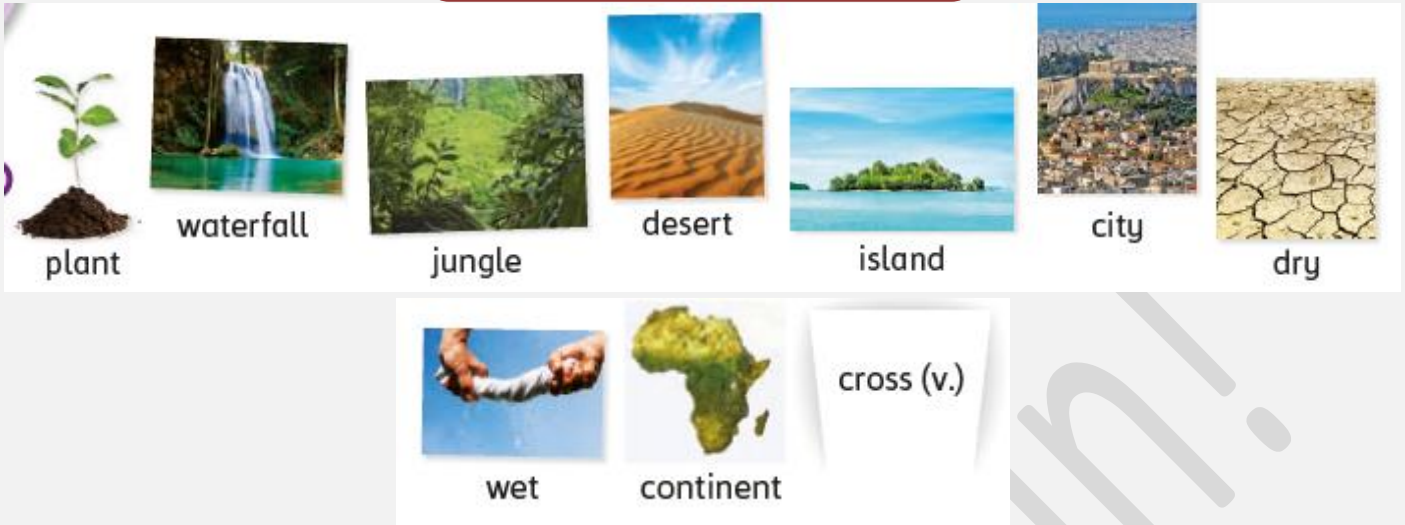 plant
waterfall
jungle
desert
island
city
dry
wet
continent
cross (v.)